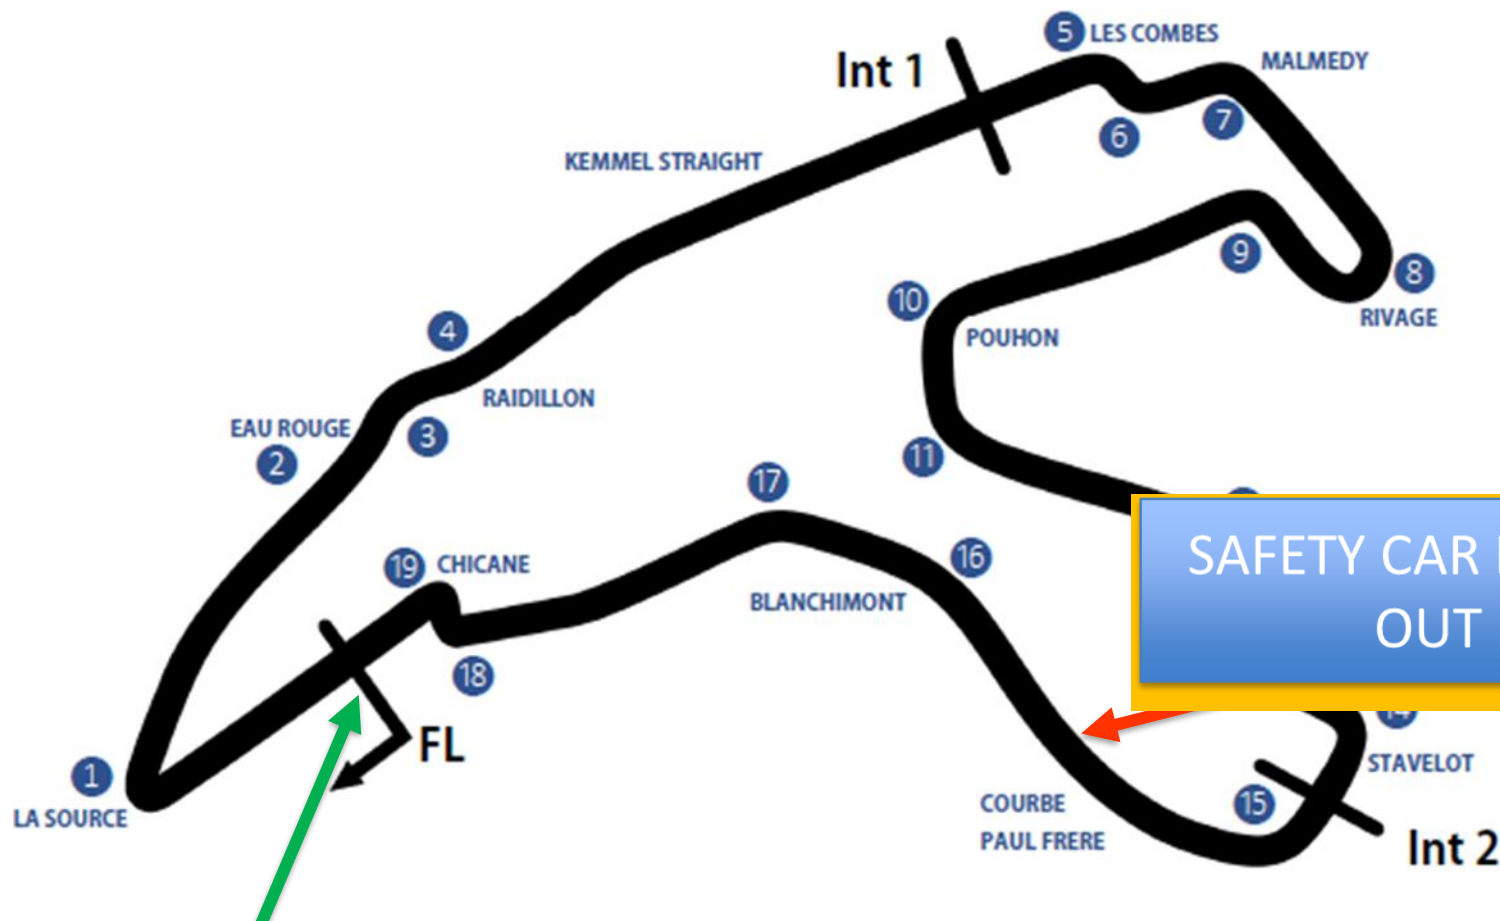 5 LES COMBES
Int 1
MALMEDY
7
6
KEMMEL STRAIGHT
9
8
10
RIVAGE
4
POUHON
RAIDILLON
EAU ROUGE
3
2
11
17
SAFETY CAR
OUT
16
19 CHICANE
BLANCHIMONT
18
14
FL
STAVELOT
1
15
COURBE
LA SOURCE
PAUL FRERE
Int 2